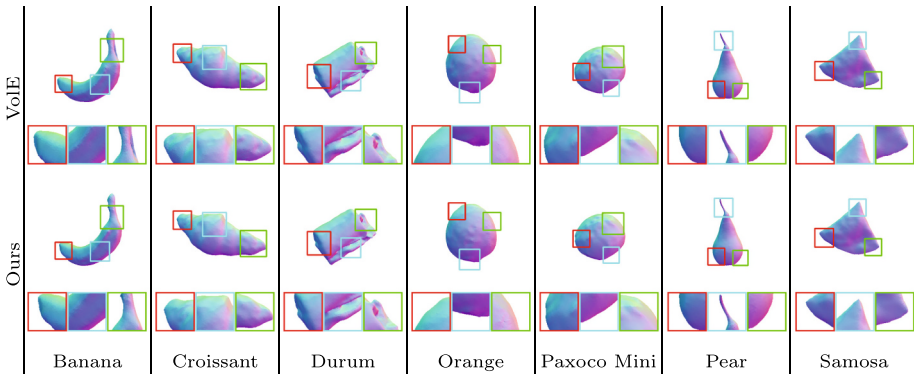 VolE
Ours
Banana
Croissant
Durum
Orange
Paxoco Mini
Pear
Samosa